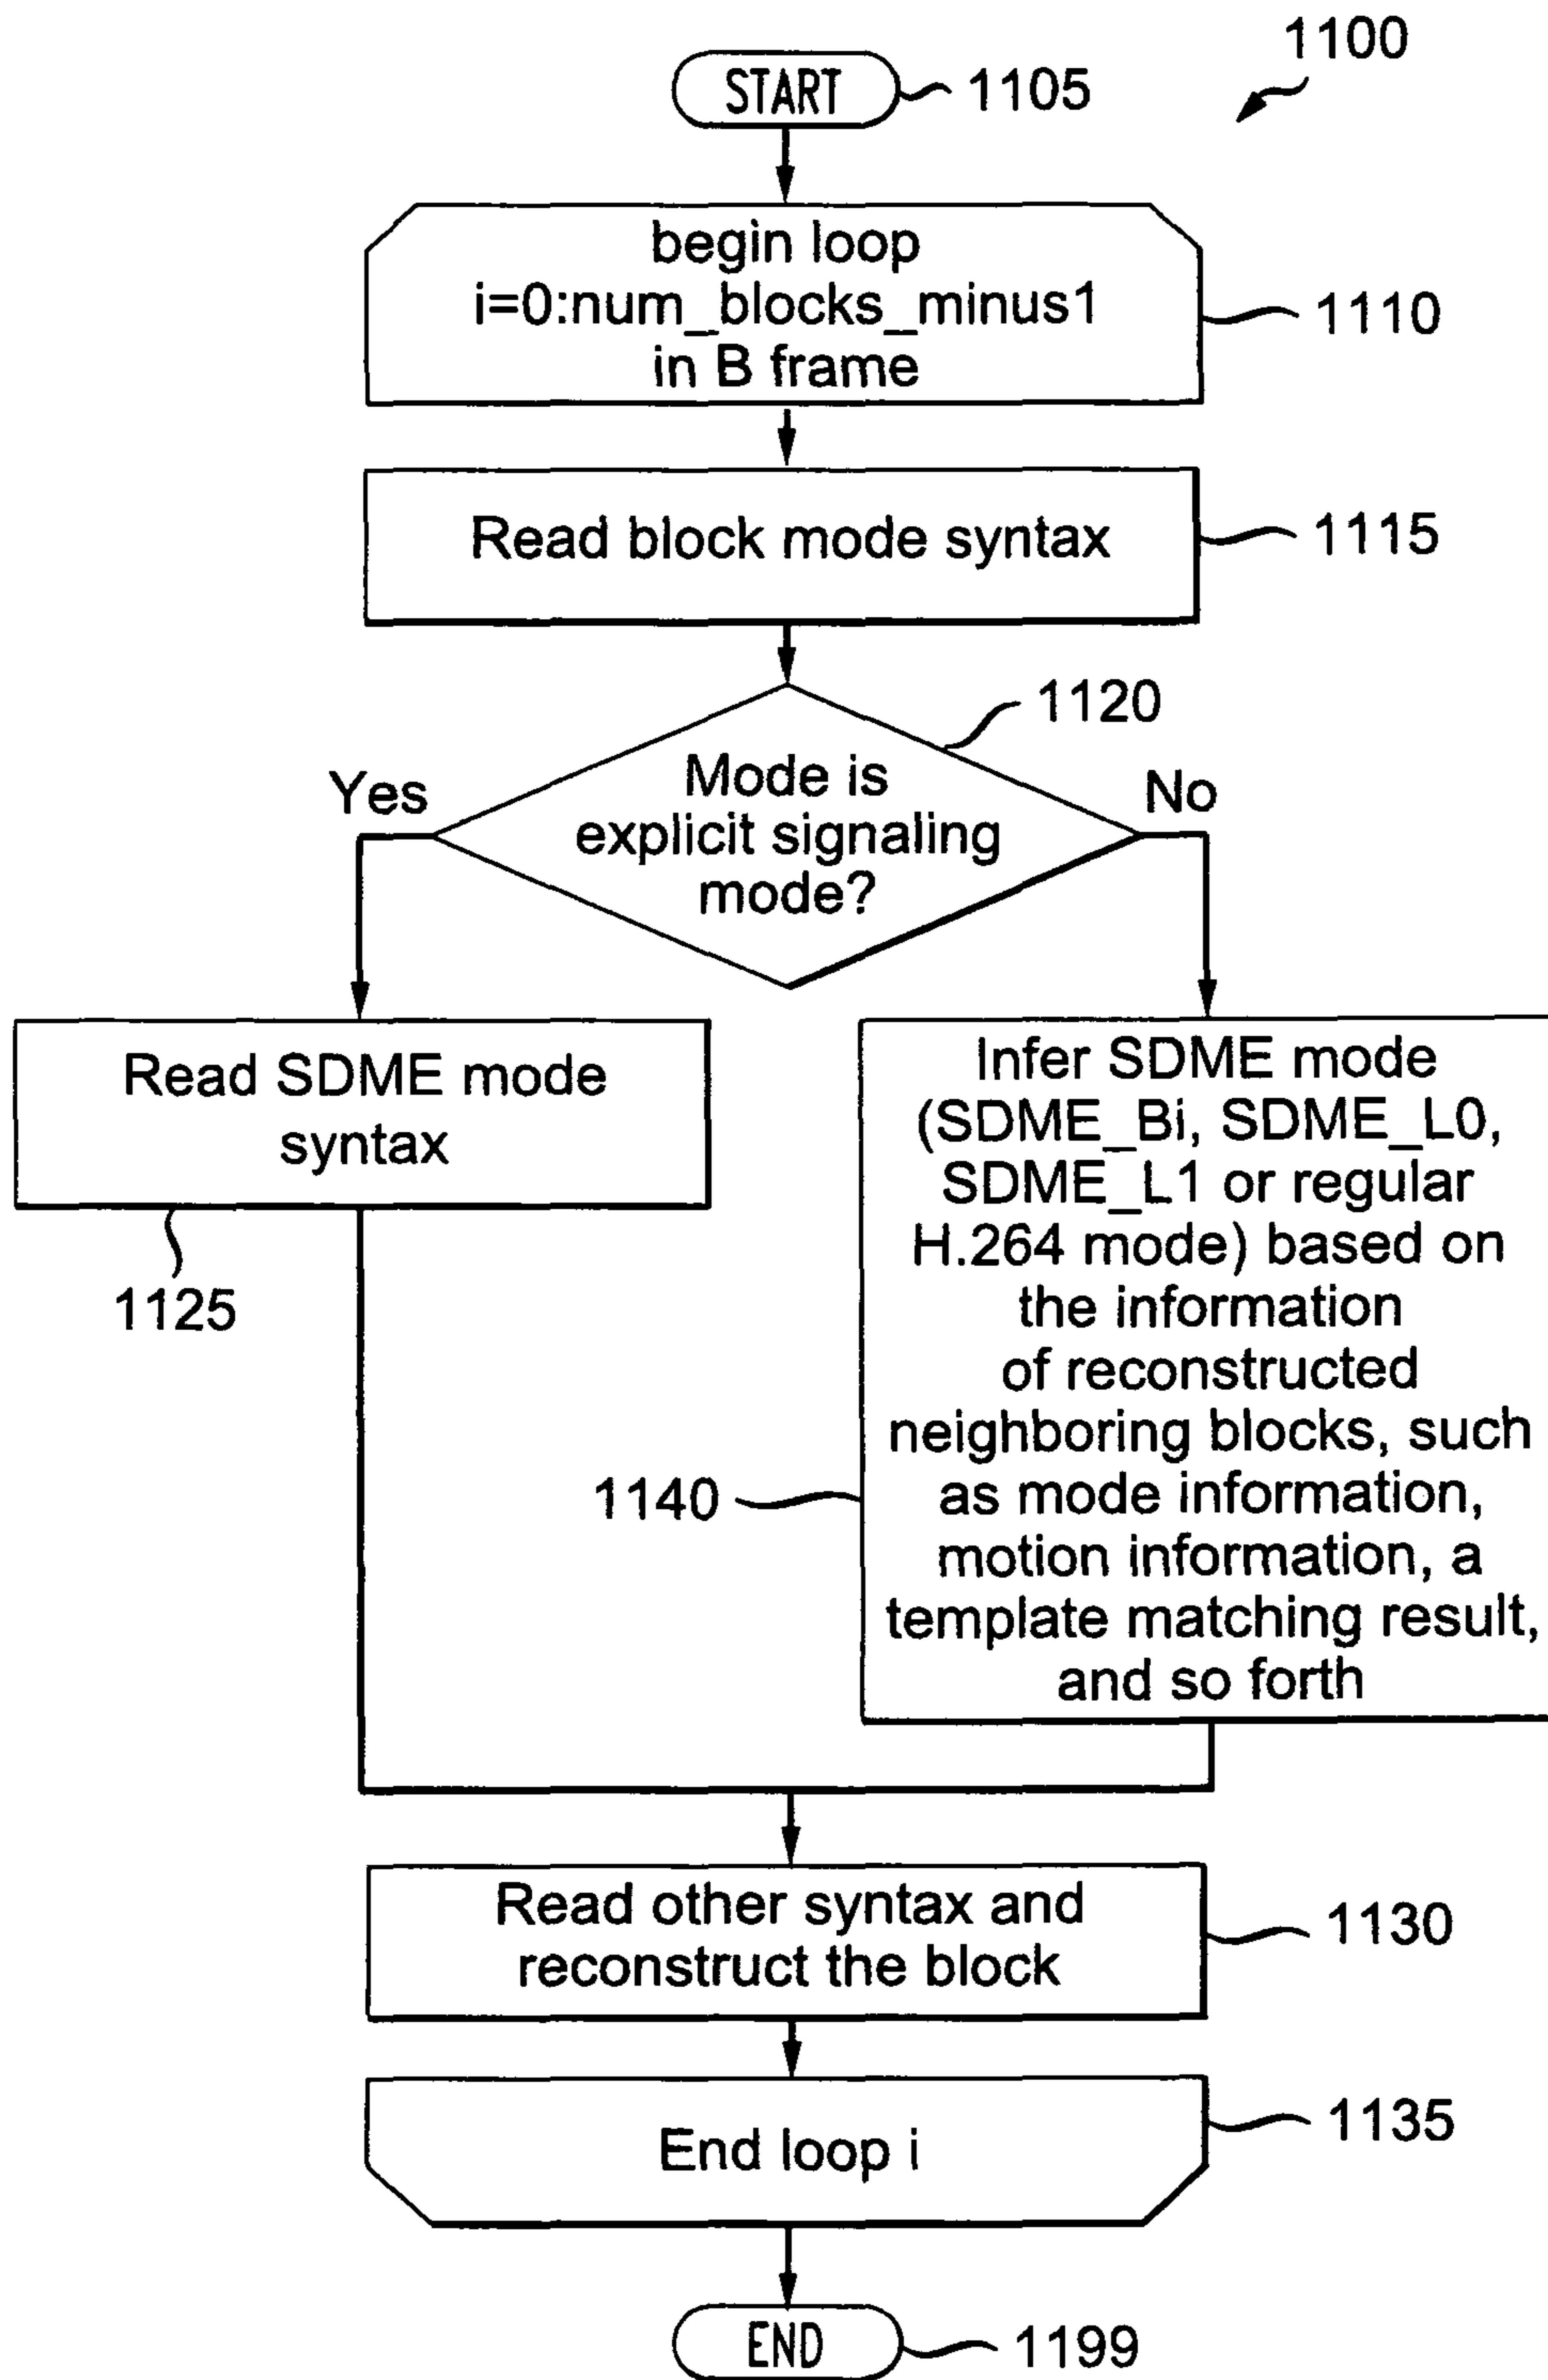 1100
START
1105
begin loop
i=0:num_blocks_minus1
in B frame
1110
Read block mode syntax
1115
1120
Mode is
explicit signaling
mode?
Yes
No
Read SDME mode
syntax
1125
Infer SDME mode
(SDME_Bi, SDME_L0,
SDME_L1 or regular
H.264 mode) based on
the information
of reconstructed
neighboring blocks, such
as mode information,
motion information, a
template matching result,
and so forth
1140
Read other syntax and
reconstruct the block
1130
End loop i
1135
END
1199